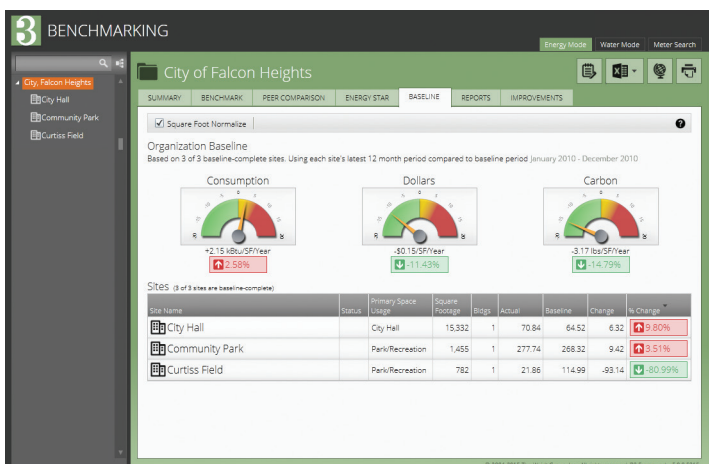 3 BENCHMARKING
Energy Mode Water Mode Meter Search
City, Falcon Heights
City Hall
Community Park
Curtiss Field
City of Falcon Heights
SUMMARY BENCHMARK PEER COMPARISON ENERGY STAR BASELINE REPORTS IMPROVEMENTS
Square Foot Normalize
Organization Baseline
Based on 3 of 3 baseline-complete sites. Using each site's latest 12 month period compared to baseline period January 2010 - December 2010
Consumption Dollars Carbon
+2.15 kBtu/SF/Year -$0.15/SF/Year -3.17 lbs/SF/Year
2.58% -11.43% -14.79%
Sites (3 of 3 sites are baseline-complete)
Site Name Status Primary Space Usage Square Footage Bldgs Actual Baseline Change % Change
City Hall City Hall 15,332 1 70.84 64.52 6.32 9.80%
Community Park Park/Recreation 1,455 1 277.74 268.32 9.42 3.51%
Curtiss Field Park/Recreation 782 1 21.86 114.99 -93.14 -80.99%